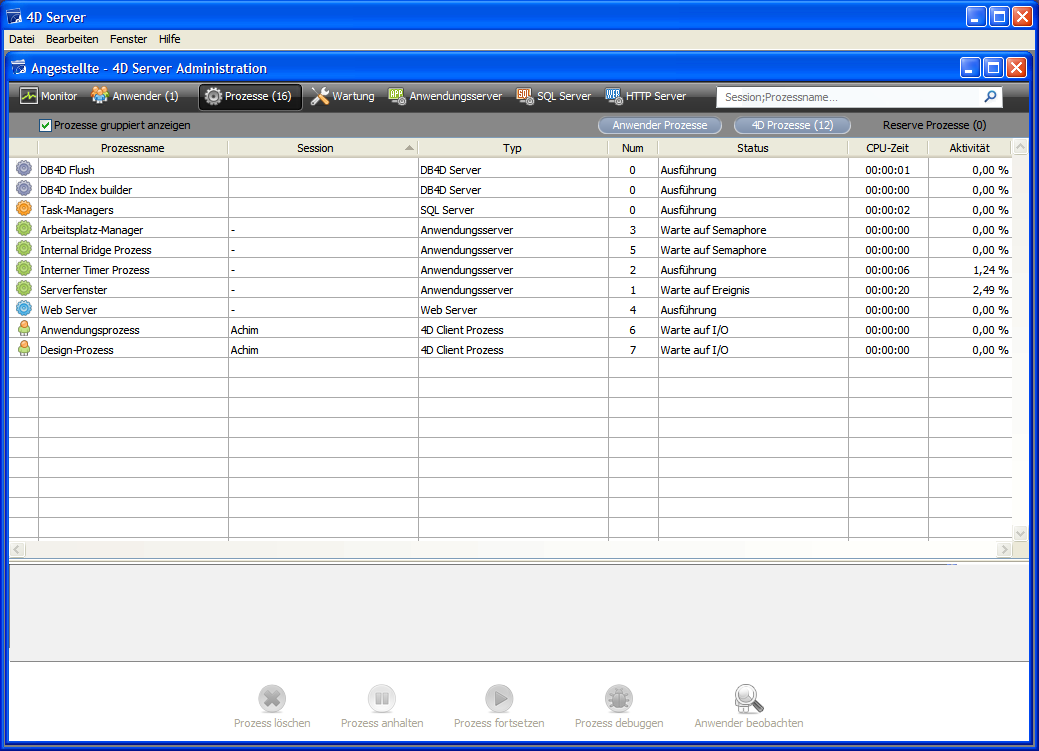 4D Server
Datei Bearbeiten Fenster Hilfe
Angestellte - 4D Server Administration
Monitor Anwender (1) Prozesse (16) Wartung Anwendungsserver SQL Server HTTP Server Session;Prozessname...
Prozesse gruppiert anzeigen Anwender Prozesse 4D Prozesse (12) Reserve Prozesse (0)
Prozessname Session Typ Num Status CPU-Zeit Aktivität
DB4D Flush DB4D Server 0 Ausführung 00:00:01 0,00 %
DB4D Index builder DB4D Server 0 Ausführung 00:00:00 0,00 %
Task-Managers SQL Server 0 Ausführung 00:00:02 0,00 %
Arbeitsplatz-Manager - Anwendungsserver 3 Warte auf Semaphore 00:00:00 0,00 %
Internal Bridge Prozess - Anwendungsserver 5 Warte auf Semaphore 00:00:00 0,00 %
Interner Timer Prozess - Anwendungsserver 2 Ausführung 00:00:06 1,24 %
Serverfenster - Anwendungsserver 1 Warte auf Ereignis 00:00:20 2,49 %
Web Server - Web Server 4 Ausführung 00:00:00 0,00 %
Anwendungsprozess Achim 4D Client Prozess 6 Warte auf I/O 00:00:00 0,00 %
Design-Prozess Achim 4D Client Prozess 7 Warte auf I/O 00:00:00 0,00 %
Prozess löschen Prozess anhalten Prozess fortsetzen Prozess debuggen Anwender beobachten